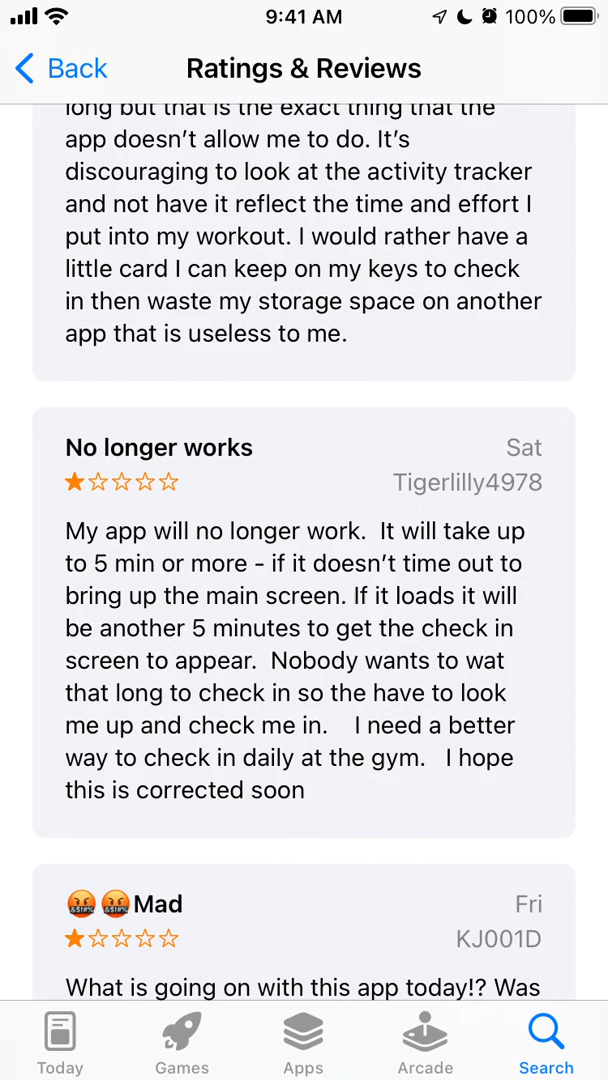 9:41 AM
100%
Back
Ratings & Reviews
long but that is the exact thing that the
app doesn’t allow me to do. It’s
discouraging to look at the activity tracker
and not have it reflect the time and effort I
put into my workout. I would rather have a
little card I can keep on my keys to check
in then waste my storage space on another
app that is useless to me.
No longer works
Sat
Tigerlilly4978
My app will no longer work.  It will take up
to 5 min or more - if it doesn’t time out to
bring up the main screen. If it loads it will
be another 5 minutes to get the check in
screen to appear.  Nobody wants to wat
that long to check in so the have to look
me up and check me in.    I need a better
way to check in daily at the gym.   I hope
this is corrected soon
🤬🤬Mad
Fri
KJ001D
What is going on with this app today!? Was
Today
Games
Apps
Arcade
Search